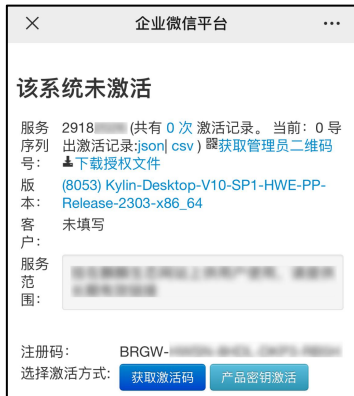 企业微信平台
该系统未激活
服务序列号: 2918 (共有 0 次 激活记录。 当前：0 导
出激活记录:json| csv ) 获取管理员二维码
下载授权文件
版本: (8053) Kylin-Desktop-V10-SP1-HWE-PP-
Release-2303-x86_64
客户: 未填写
服务范围:
注册码: BRGW-
选择激活方式: 获取激活码 产品密钥激活